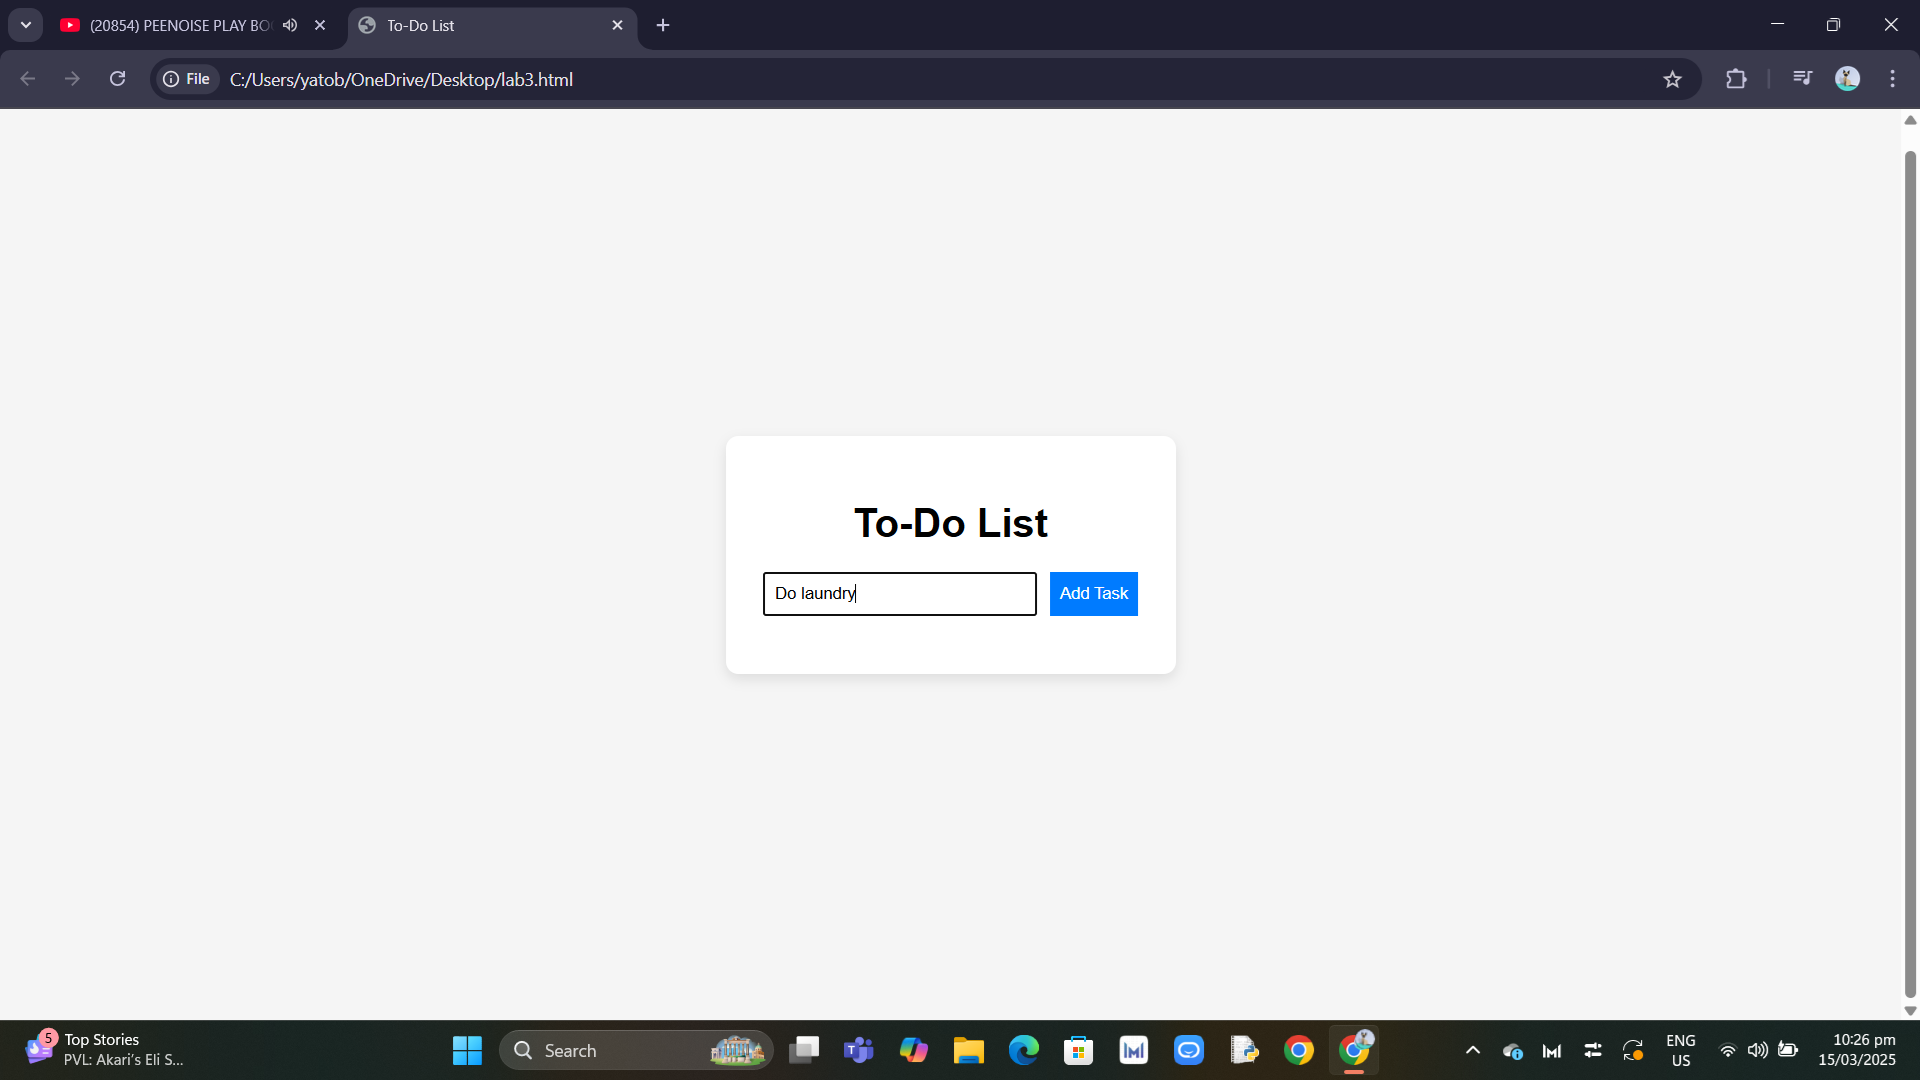 (20854) PEENOISE PLAY BO
To-Do List
File
C:/Users/yatob/OneDrive/Desktop/lab3.html
To-Do List
Do laundry
Add Task
5
Top Stories
PVL: Akari's Eli S...
Search
ENG
US
10:26 pm
15/03/2025